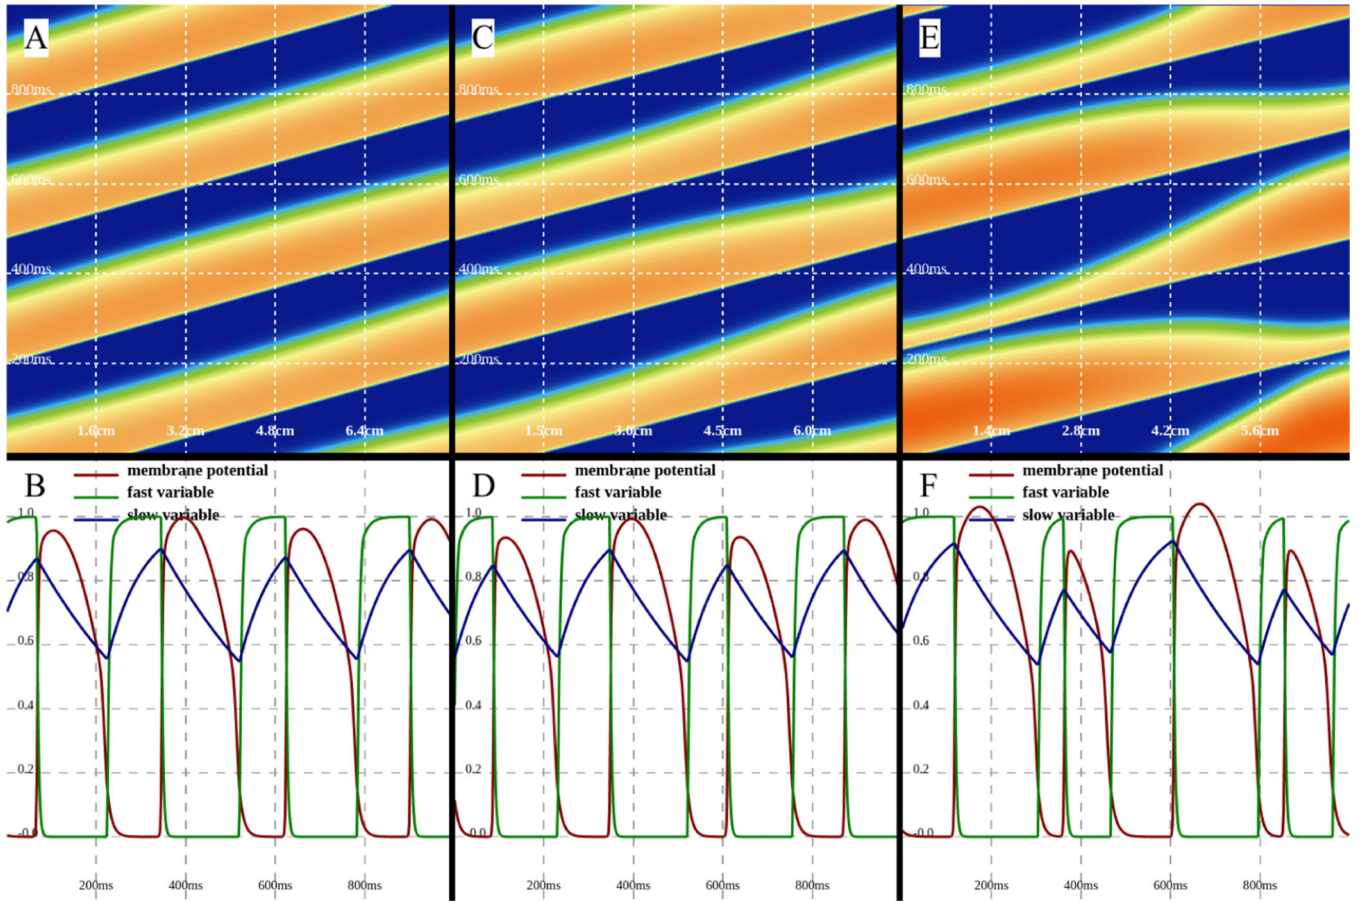 A
800ms
600ms
400ms
200ms
1.6cm 3.2cm 4.8cm 6.4cm
C
800ms
600ms
400ms
200ms
1.5cm 3.0cm 4.5cm 6.0cm
E
800ms
600ms
400ms
200ms
1.4cm 2.8cm 4.2cm 5.6cm
B
membrane potential
fast variable
slow variable
1.0
0.8
0.6
0.4
0.2
-0.0
200ms 400ms 600ms 800ms
D
membrane potential
fast variable
slow variable
1.0
0.8
0.6
0.4
0.2
-0.0
200ms 400ms 600ms 800ms
F
membrane potential
fast variable
slow variable
1.0
0.8
0.6
0.4
0.2
-0.0
200ms 400ms 600ms 800ms